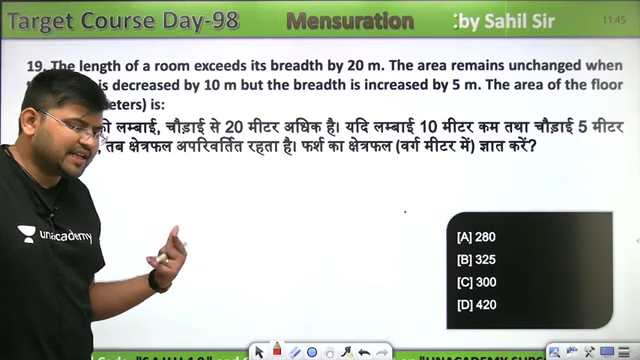 Target Course Day-98 Mensuration :by Sahil Sir 11:45
19. The length of a room exceeds its breadth by 20 m. The area remains unchanged when
is decreased by 10 m but the breadth is increased by 5 m. The area of the floor
is:
लम्बाई, चौड़ाई से 20 मीटर अधिक है। यदि लम्बाई 10 मीटर कम तथा चौड़ाई 5 मीटर
तब क्षेत्रफल अपरिवर्तित रहता है। फर्श का क्षेत्रफल (वर्ग मीटर में) ज्ञात करें?
unacademy
[A] 280
[B] 325
[C] 300
[D] 420